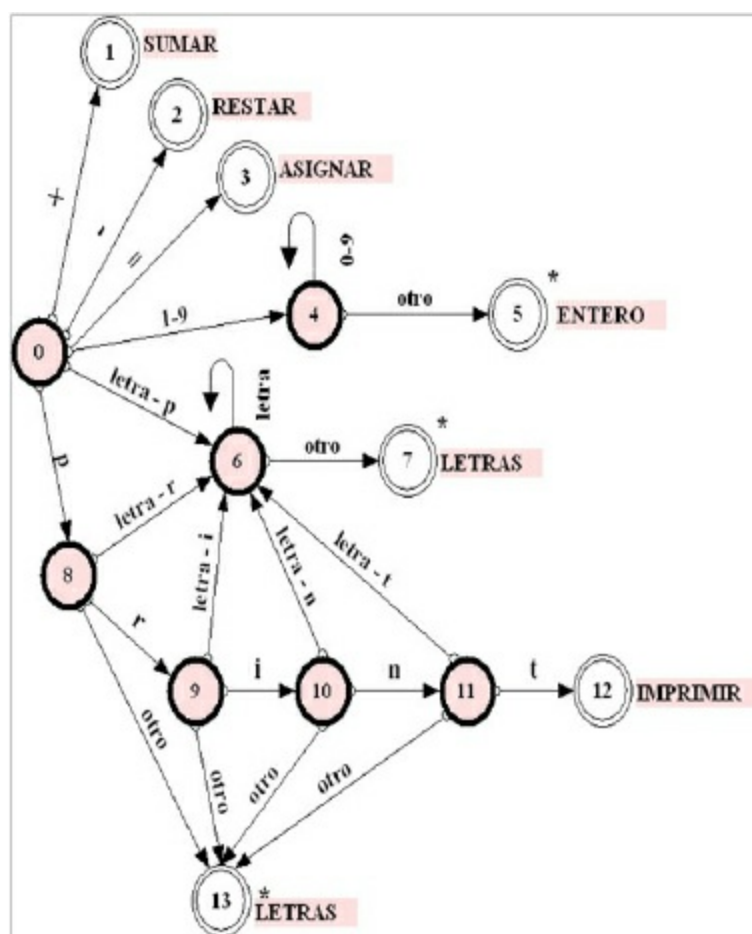 1 SUMAR
2 RESTAR
3 ASIGNAR
+
-
=
0-9
1-9
4
otro
5
*
ENTERO
0
letra - p
letra
6
otro
7
*
LETRAS
p
letra - r
letra - i
letra - n
letra - t
8
r
9
i
10
n
11
t
12
IMPRIMIR
otro
otro
otro
otro
13
*
LETRAS